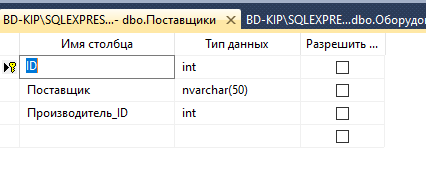 BD-KIP\SQLEXPRES...- dbo.Поставщики BD-KIP\SQLEXPRE...dbo.Оборудо
Имя столбца Тип данных Разрешить ...
ID int
Поставщик nvarchar(50)
Производитель_ID int